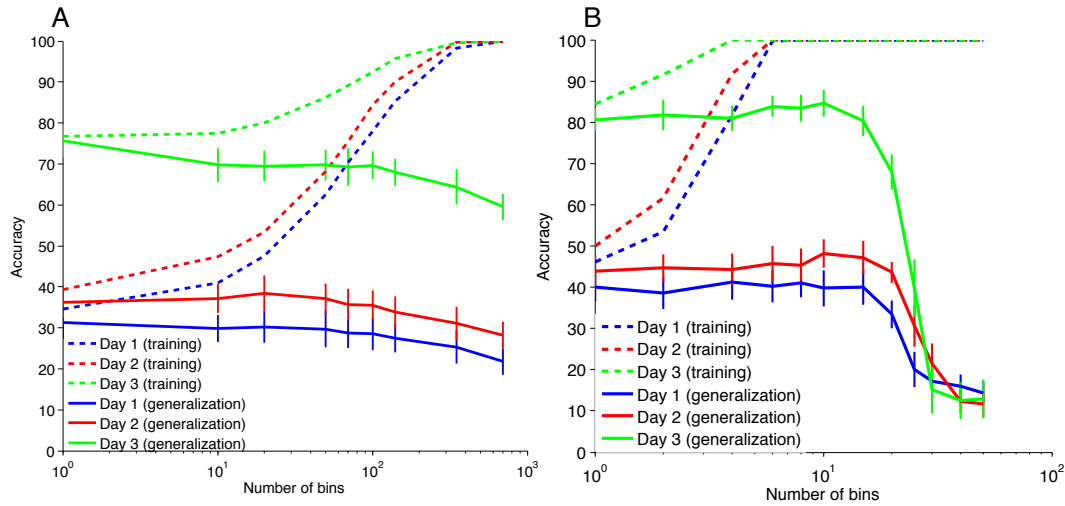 A
100
90
80
70
60
50
40
30
20
10
0
Accuracy
Day 1 (training)
Day 2 (training)
Day 3 (training)
Day 1 (generalization)
Day 2 (generalization)
Day 3 (generalization)
10^0
10^1
10^2
10^3
Number of bins
B
100
90
80
70
60
50
40
30
20
10
0
Accuracy
Day 1 (training)
Day 2 (training)
Day 3 (training)
Day 1 (generalization)
Day 2 (generalization)
Day 3 (generalization)
10^0
10^1
10^2
Number of bins